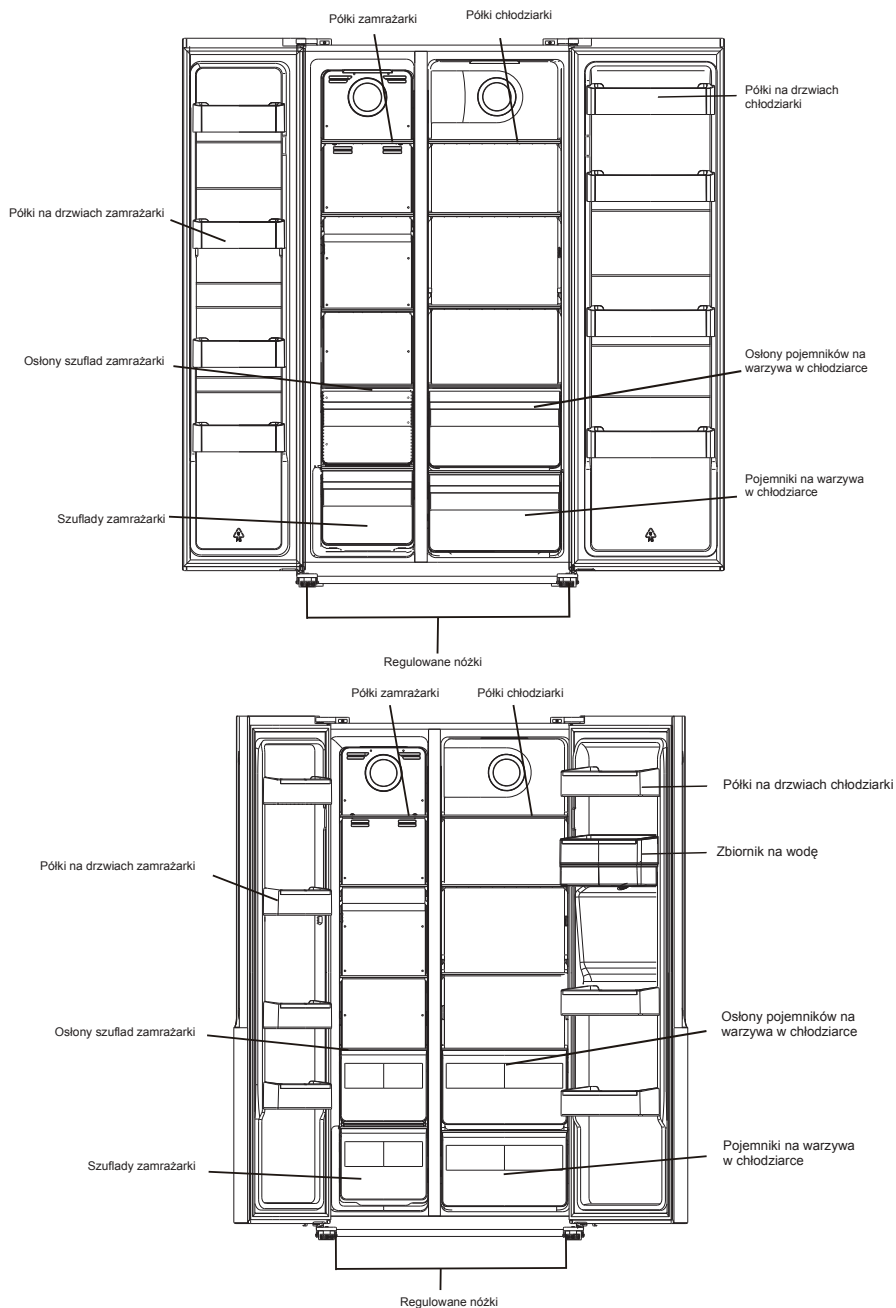 Półki zamrażarki
Półki chłodziarki
Półki na drzwiach
chłodziarki
Półki na drzwiach zamrażarki
Osłony szuflad zamrażarki
Osłony pojemników na
warzywa w chłodziarce
Pojemniki na warzywa
w chłodziarce
Szuflady zamrażarki
Regulowane nóżki
Półki zamrażarki
Półki chłodziarki
Półki na drzwiach chłodziarki
Zbiornik na wodę
Półki na drzwiach zamrażarki
Osłony szuflad zamrażarki
Osłony pojemników na
warzywa w chłodziarce
Pojemniki na warzywa
w chłodziarce
Szuflady zamrażarki
Regulowane nóżki